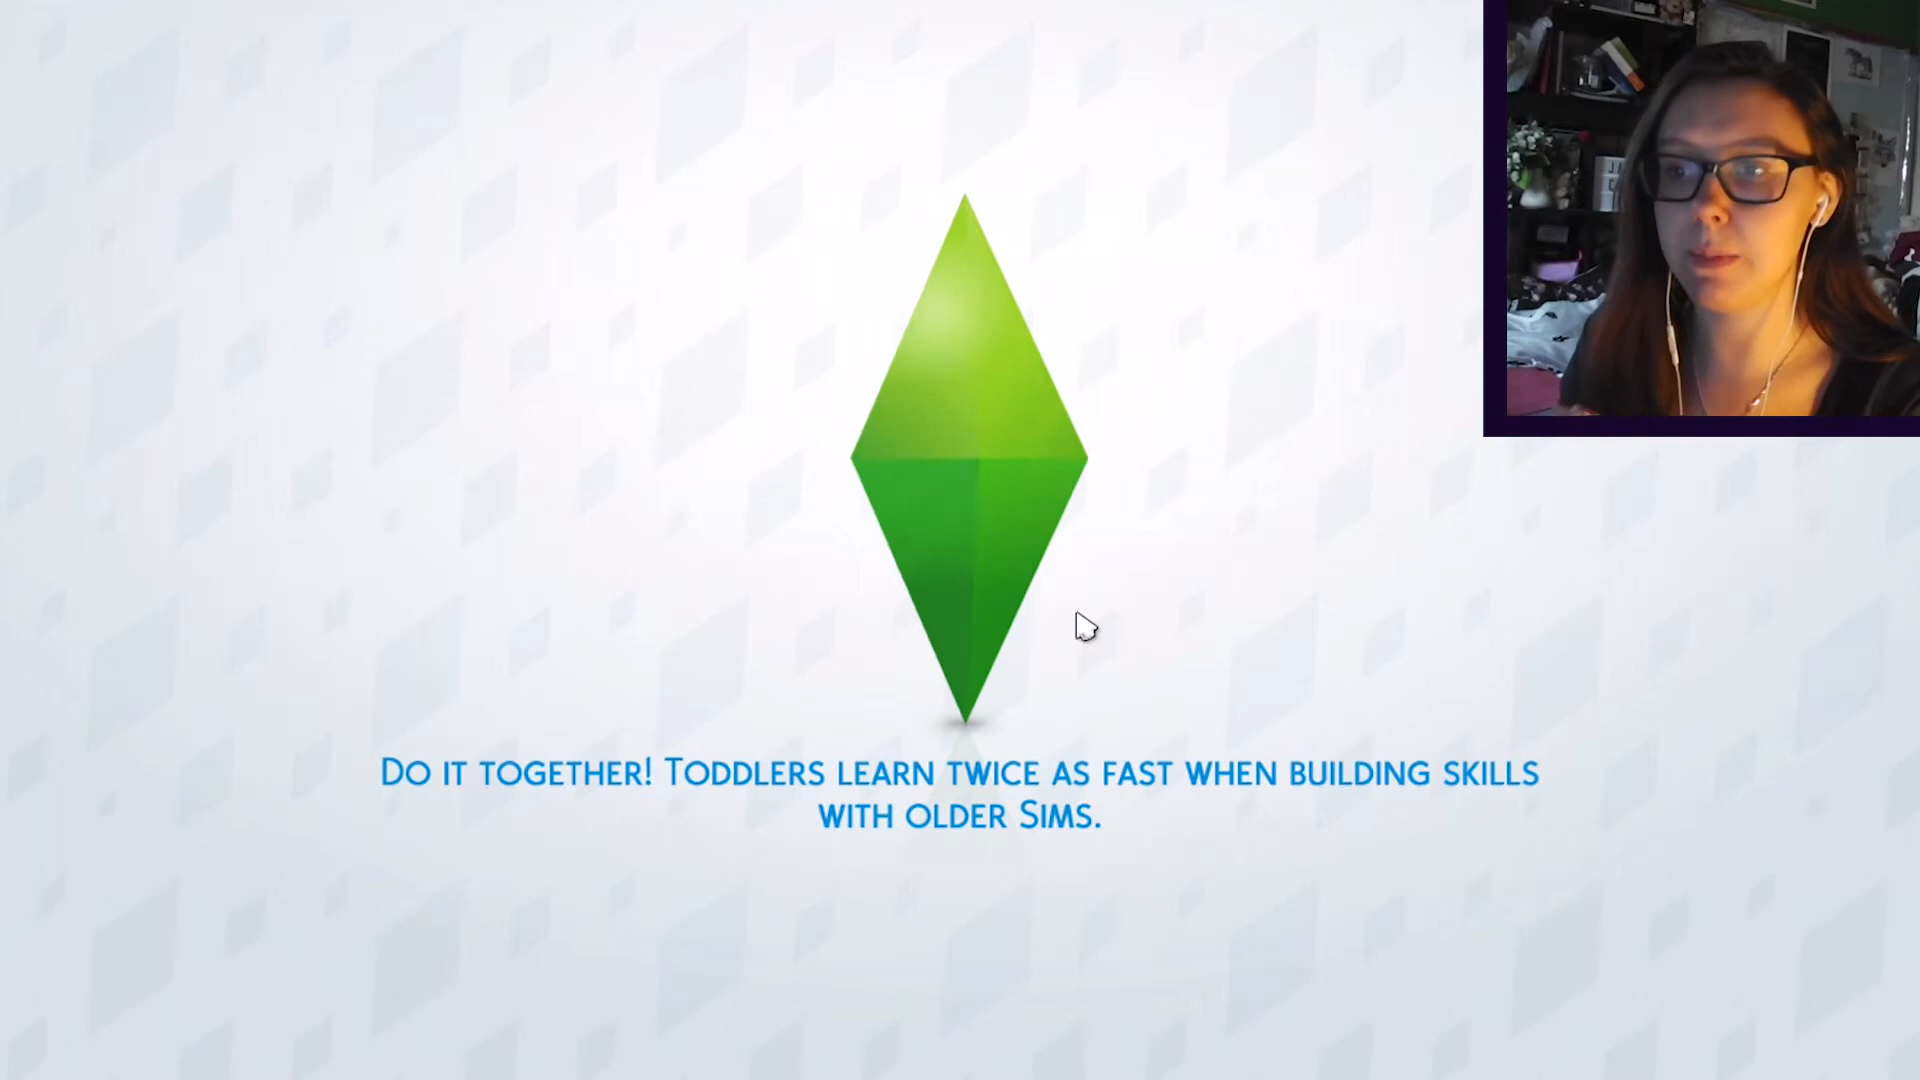 DO IT TOGETHER! TODDLERS LEARN TWICE AS FAST WHEN BUILDING SKILLS
WITH OLDER SIMS.